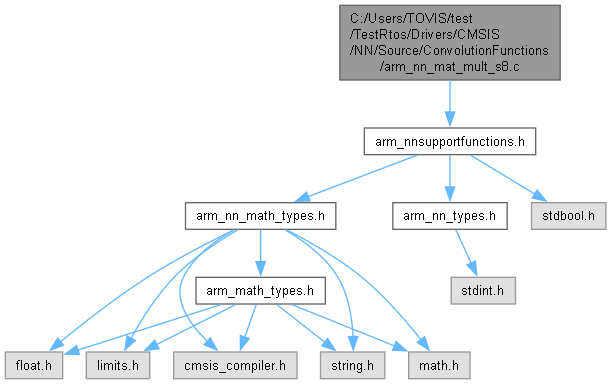 C:/Users/TOVIS/test
/TestRtos/Drivers/CMSIS
/NN/Source/ConvolutionFunctions
/arm_nn_mat_mult_s8.c
arm_nnsupportfunctions.h
arm_nn_math_types.h
arm_nn_types.h
stdbool.h
arm_math_types.h
stdint.h
float.h
limits.h
cmsis_compiler.h
string.h
math.h